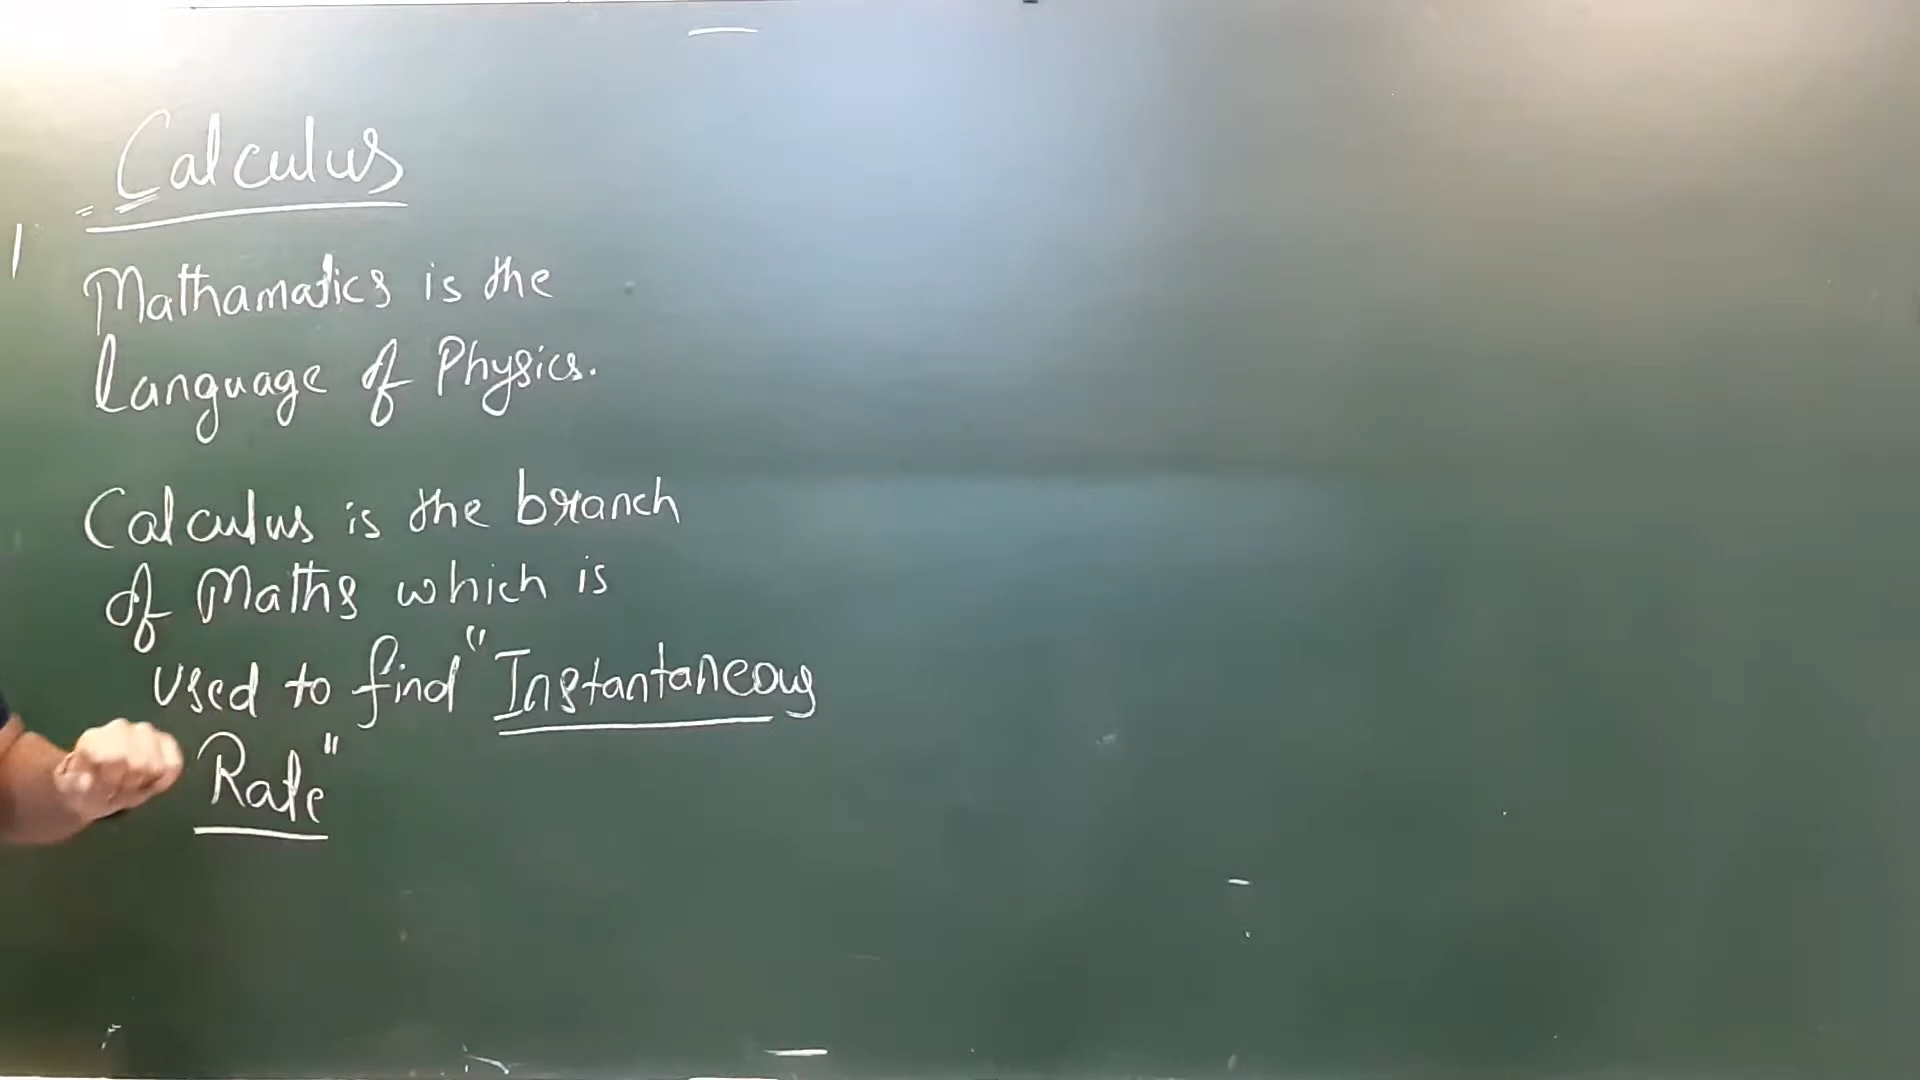 Calculus
Mathamatics is the
language of Physics.
Calculus is the branch
of Maths which is
Used to find "Instantaneous
Rate"